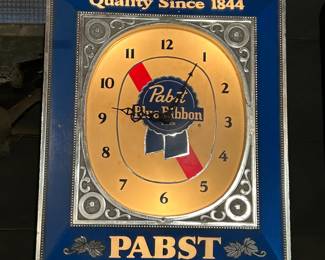 Quality Since 1844
12
11 1
10 2
Pabst
9 Blue Ribbon 3
8 4
7 5
6
PABST